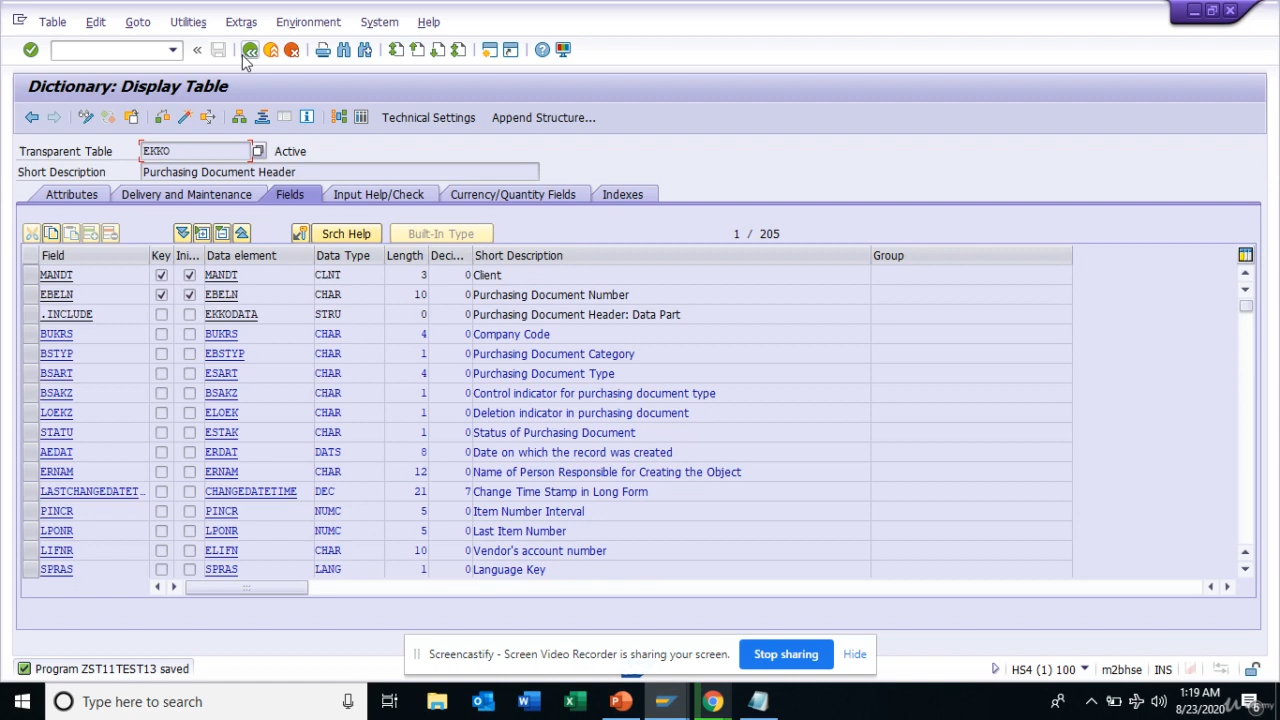 Table Edit Goto Utilities Extras Environment System Help
Dictionary: Display Table
Technical Settings Append Structure...
Transparent Table EKKO Active
Short Description Purchasing Document Header
Attributes Delivery and Maintenance Fields Input Help/Check Currency/Quantity Fields Indexes
Srch Help Built-In Type 1 / 205
Field Key Ini... Data element Data Type Length Deci... Short Description Group
MANDT MANDT CLNT 3 0 Client
EBELN EBELN CHAR 10 0 Purchasing Document Number
.INCLUDE EKKODATA STRU 0 0 Purchasing Document Header: Data Part
BUKRS BUKRS CHAR 4 0 Company Code
BSTYP EBSTYP CHAR 1 0 Purchasing Document Category
BSART ESART CHAR 4 0 Purchasing Document Type
BSAKZ BSAKZ CHAR 1 0 Control indicator for purchasing document type
LOEKZ ELOEK CHAR 1 0 Deletion indicator in purchasing document
STATU ESTAK CHAR 1 0 Status of Purchasing Document
AEDAT ERDAT DATS 8 0 Date on which the record was created
ERNAM ERNAM CHAR 12 0 Name of Person Responsible for Creating the Object
LASTCHANGEDATET... CHANGEDATETIME DEC 21 7 Change Time Stamp in Long Form
PINCR PINCR NUMC 5 0 Item Number Interval
LPONR LPONR NUMC 5 0 Last Item Number
LIFNR ELIFN CHAR 10 0 Vendor's account number
SPRAS SPRAS LANG 1 0 Language Key
Screencastify - Screen Video Recorder is sharing your screen. Stop sharing Hide
Program ZST11TEST13 saved HS4 (1) 100 m2bhse INS
Type here to search 1:19 AM
8/23/2020